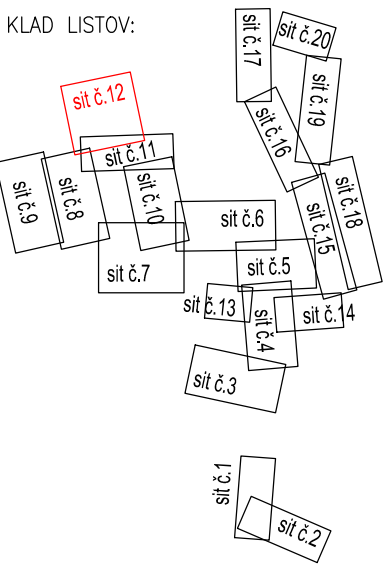 KLAD LISTOV:
sit č.17
sit č.20
sit č.12
sit č.19
sit č.16
sit č.11
sit č.9
sit č.8
sit č.10
sit č.18
sit č.6
sit č.15
sit č.7
sit č.5
sit č.13
sit č.14
sit č.4
sit č.3
sit č.1
sit č.2